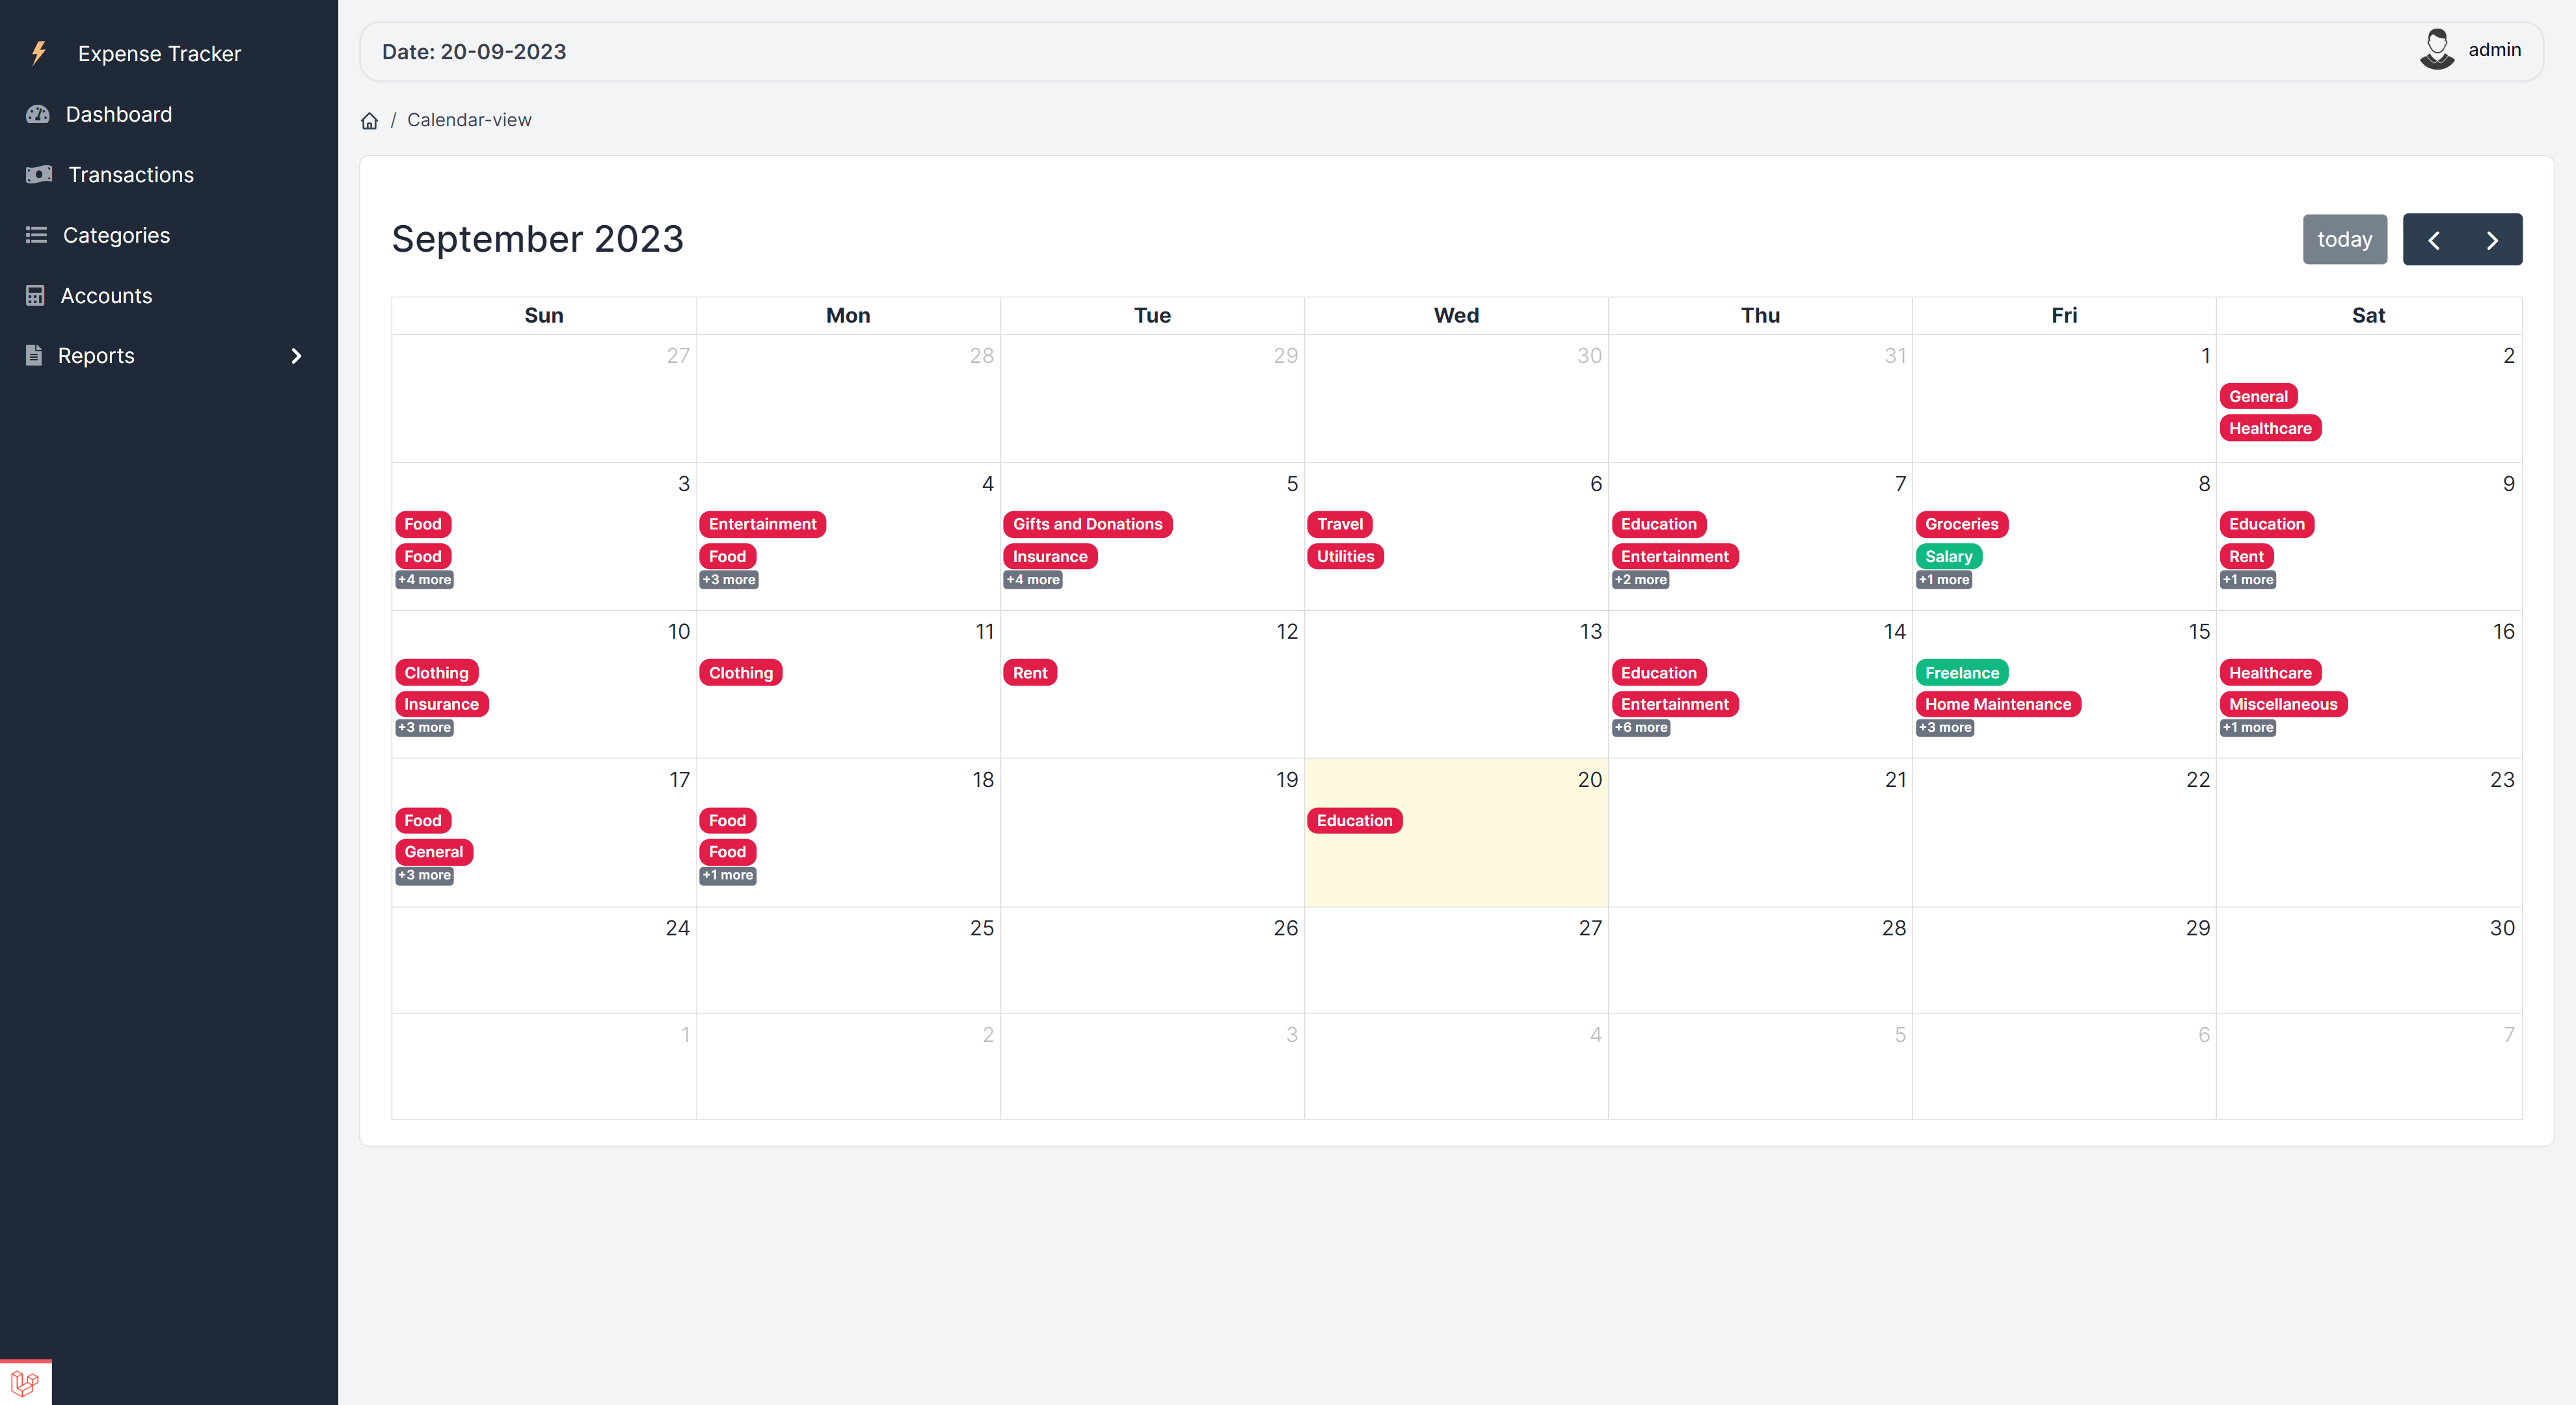 Expense Tracker
Dashboard
Transactions
Categories
Accounts
Reports
Date: 20-09-2023
admin
/ Calendar-view
September 2023
today
Sun Mon Tue Wed Thu Fri Sat
27 28 29 30 31 1 2
General
Healthcare
3 4 5 6 7 8 9
Food Entertainment Gifts and Donations Travel Education Groceries Education
Food Food Insurance Utilities Entertainment Salary Rent
+4 more +3 more +4 more +2 more +1 more +1 more
10 11 12 13 14 15 16
Clothing Clothing Rent Education Freelance Healthcare
Insurance Entertainment Home Maintenance Miscellaneous
+3 more +6 more +3 more +1 more
17 18 19 20 21 22 23
Food Food Education
General Food
+3 more +1 more
24 25 26 27 28 29 30
1 2 3 4 5 6 7